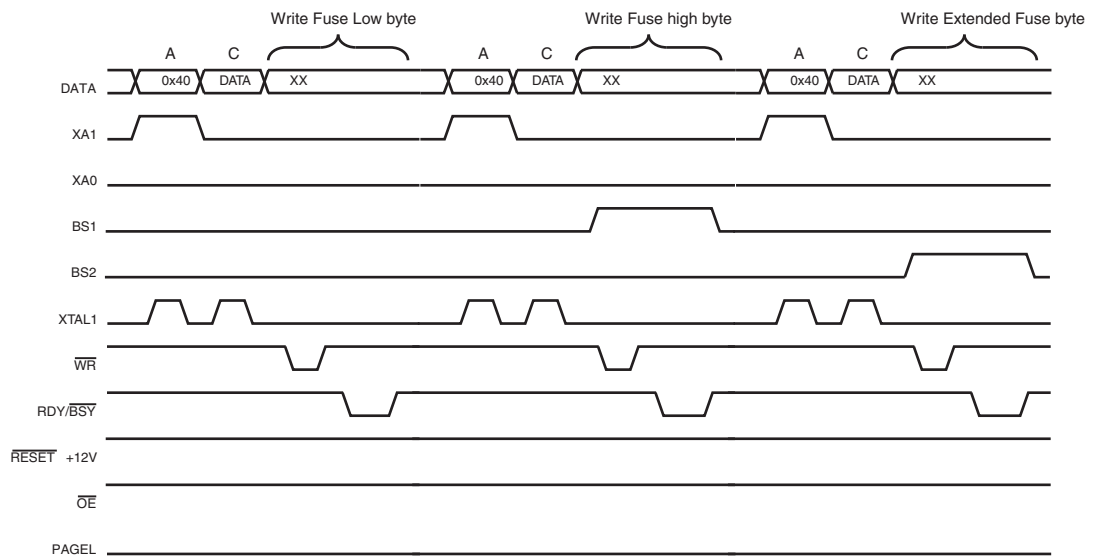 Write Fuse Low byte Write Fuse high byte Write Extended Fuse byte
A C A C A C
DATA 0x40 DATA XX 0x40 DATA XX 0x40 DATA XX
XA1
XA0
BS1
BS2
XTAL1
WR
RDY/BSY
RESET +12V
OE
PAGEL